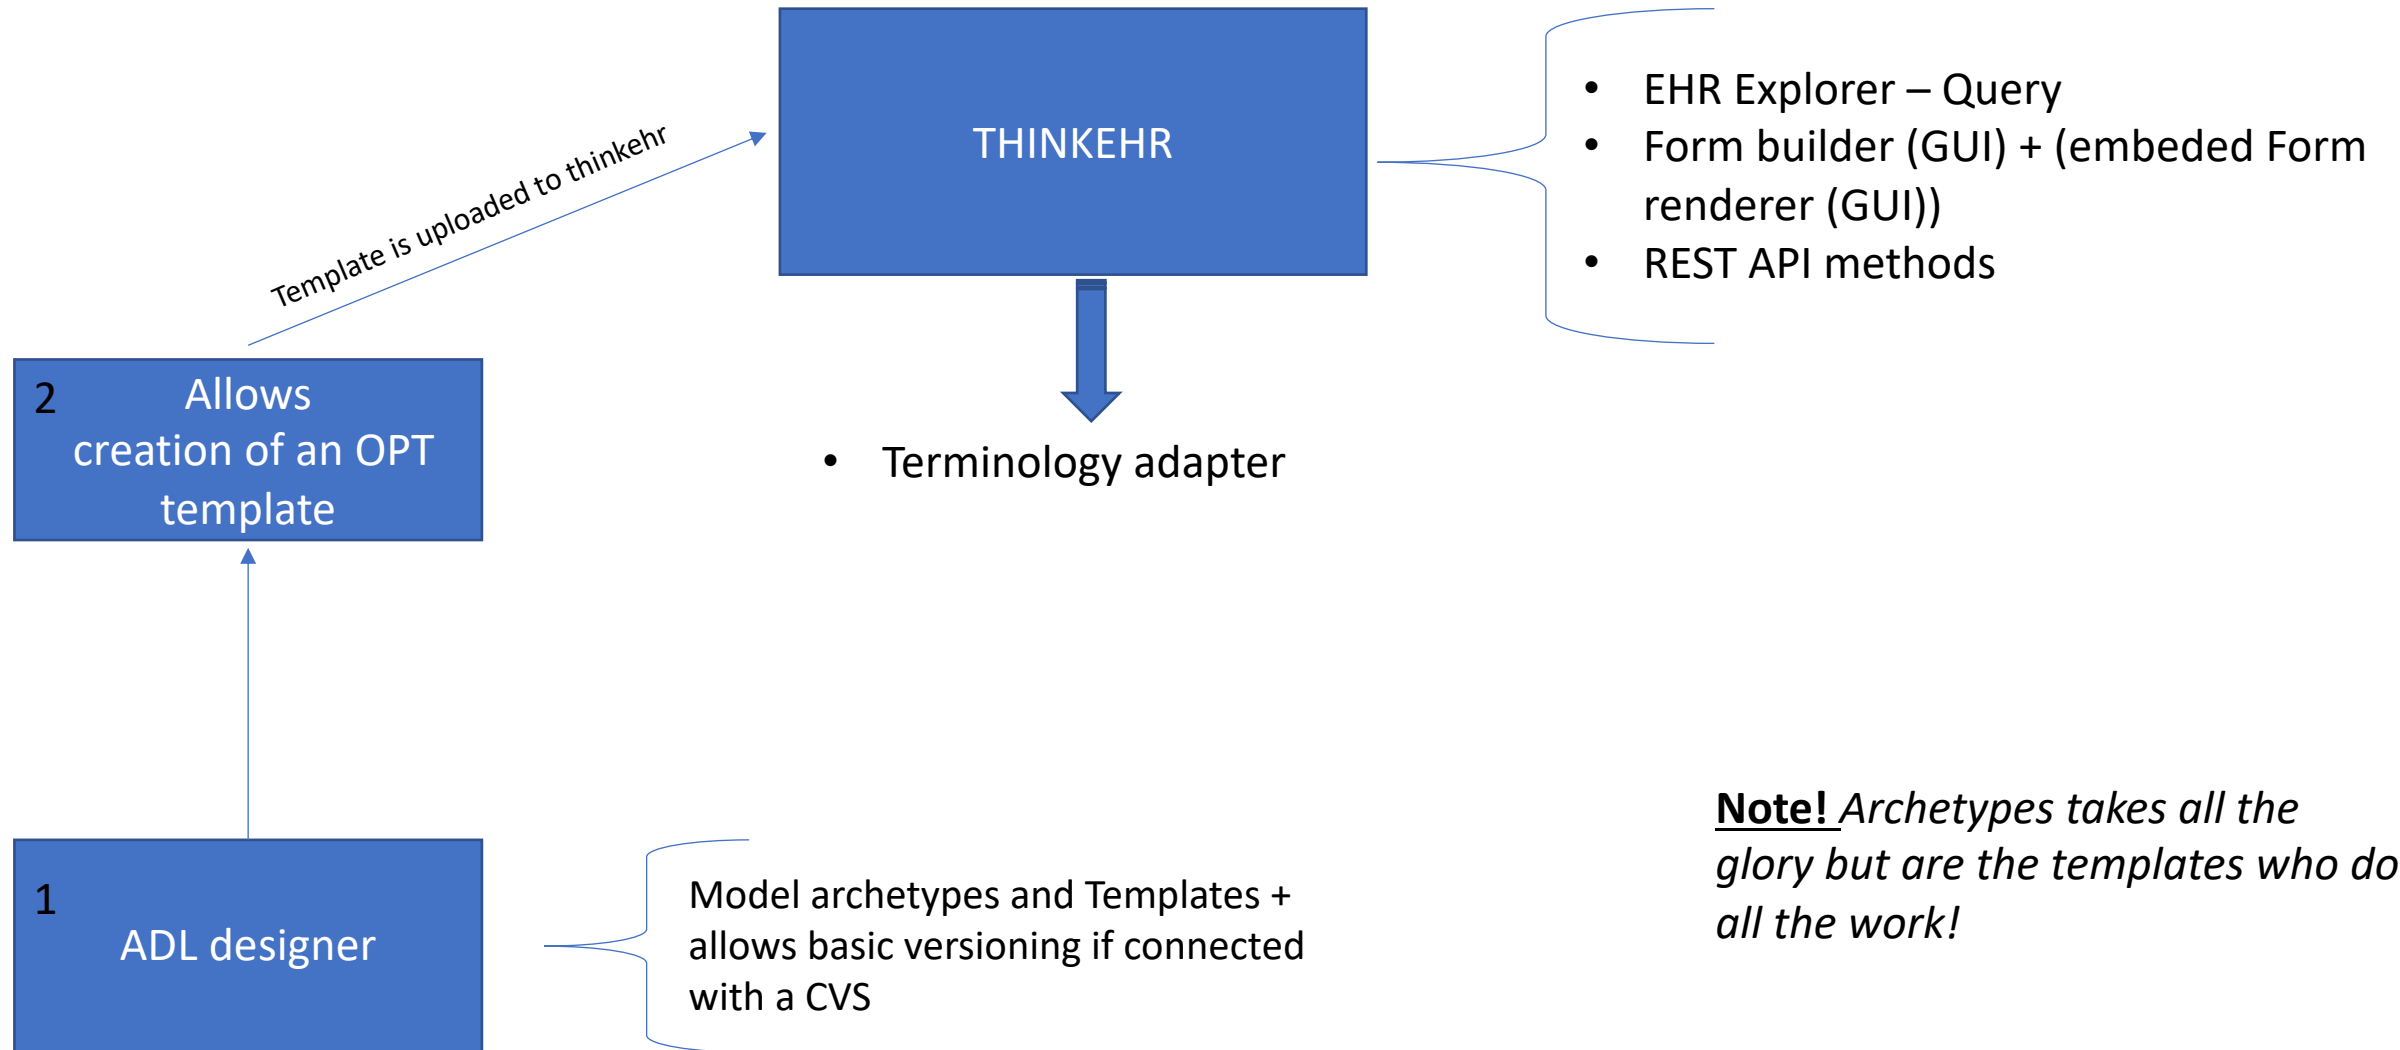 THINKEHR
• EHR Explorer – Query
• Form builder (GUI) + (embeded Form
renderer (GUI))
• REST API methods
Template is uploaded to thinkehr
2
Allows
creation of an OPT
template
• Terminology adapter
1
ADL designer
Model archetypes and Templates +
allows basic versioning if connected
with a CVS
Note! Archetypes takes all the
glory but are the templates who do
all the work!